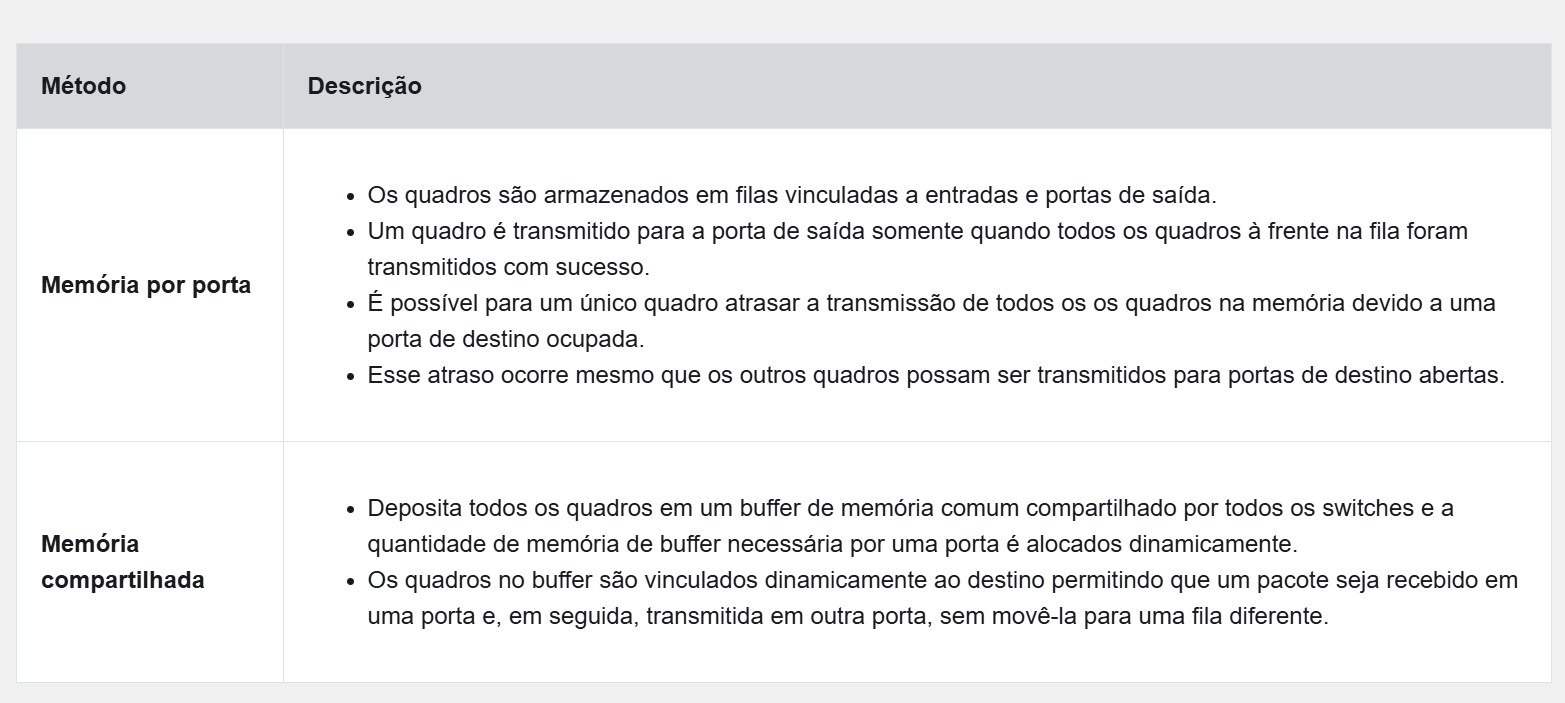 Método
Descrição
Memória por porta
Os quadros são armazenados em filas vinculadas a entradas e portas de saída.
Um quadro é transmitido para a porta de saída somente quando todos os quadros à frente na fila foram
transmitidos com sucesso.
É possível para um único quadro atrasar a transmissão de todos os os quadros na memória devido a uma
porta de destino ocupada.
Esse atraso ocorre mesmo que os outros quadros possam ser transmitidos para portas de destino abertas.
Memória
compartilhada
Deposita todos os quadros em um buffer de memória comum compartilhado por todos os switches e a
quantidade de memória de buffer necessária por uma porta é alocados dinamicamente.
Os quadros no buffer são vinculados dinamicamente ao destino permitindo que um pacote seja recebido em
uma porta e, em seguida, transmitida em outra porta, sem movê-la para uma fila diferente.